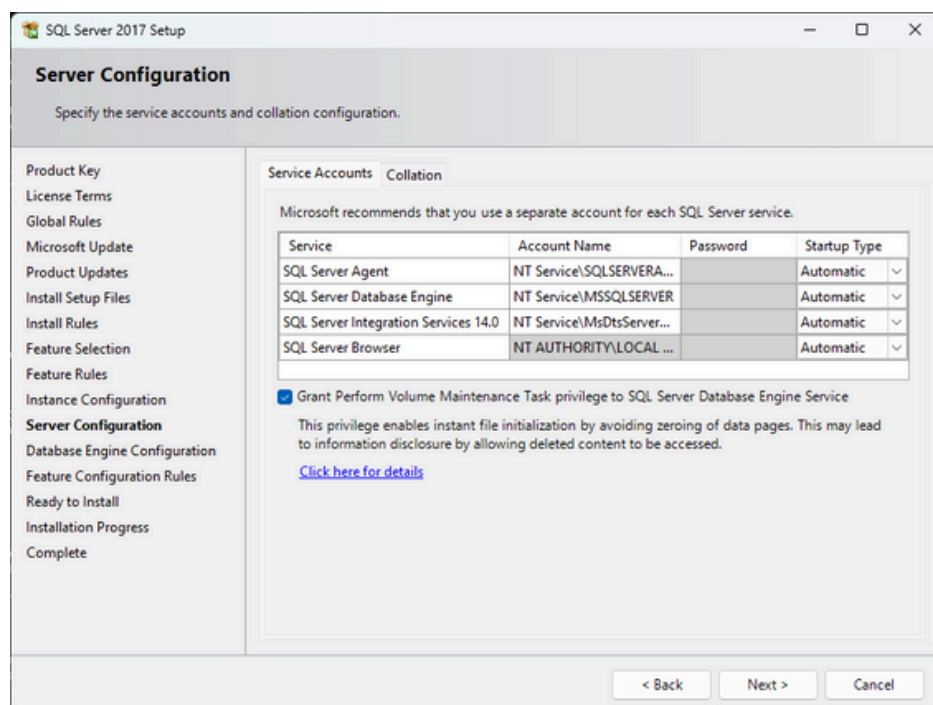 SQL Server 2017 Setup
Server Configuration
Specify the service accounts and collation configuration.
Product Key
License Terms
Global Rules
Microsoft Update
Product Updates
Install Setup Files
Install Rules
Feature Selection
Feature Rules
Instance Configuration
Server Configuration
Database Engine Configuration
Feature Configuration Rules
Ready to Install
Installation Progress
Complete
Service Accounts Collation
Microsoft recommends that you use a separate account for each SQL Server service.
Service Account Name Password Startup Type
SQL Server Agent NT Service\SQLSERVERA... Automatic
SQL Server Database Engine NT Service\MSSQLSERVER Automatic
SQL Server Integration Services 14.0 NT Service\MsDtsServer... Automatic
SQL Server Browser NT AUTHORITY\LOCAL ... Automatic
Grant Perform Volume Maintenance Task privilege to SQL Server Database Engine Service
This privilege enables instant file initialization by avoiding zeroing of data pages. This may lead
to information disclosure by allowing deleted content to be accessed.
Click here for details
< Back Next > Cancel